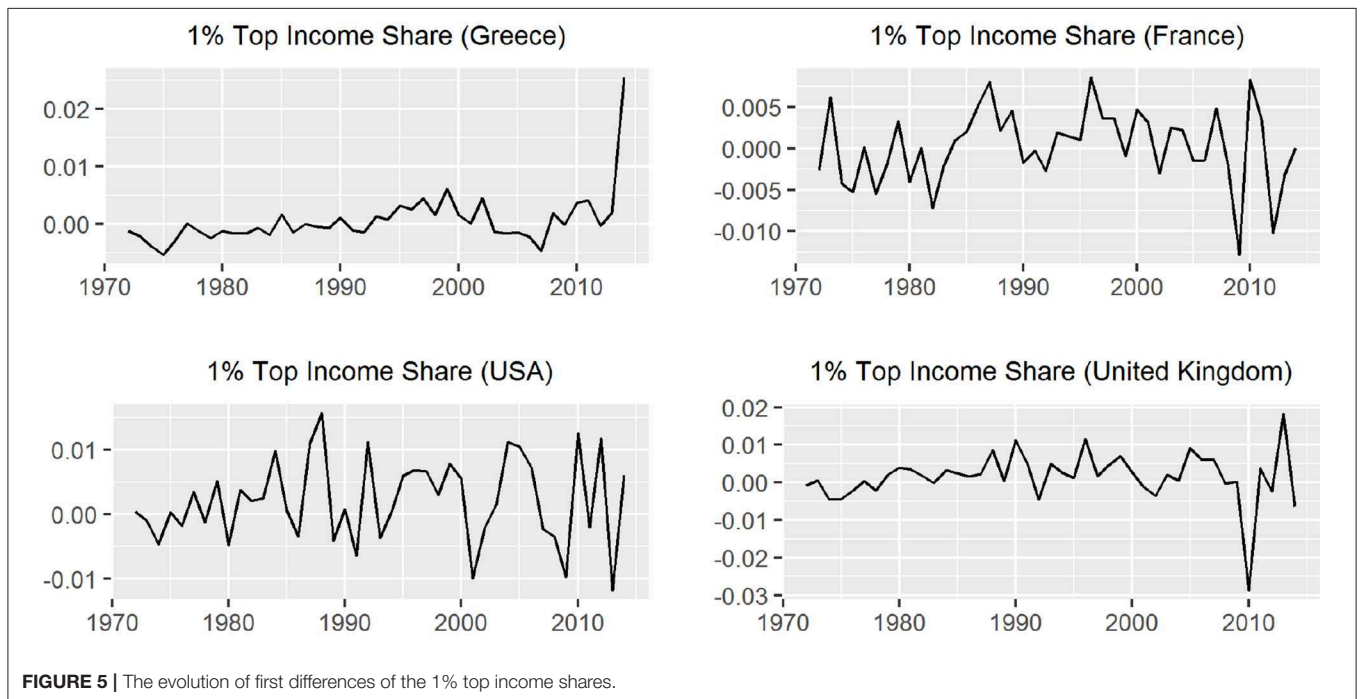 1% Top Income Share (Greece)
0.02
0.01
0.00
1970 1980 1990 2000 2010
1% Top Income Share (France)
0.005
0.000
-0.005
-0.010
1970 1980 1990 2000 2010
1% Top Income Share (USA)
0.01
0.00
-0.01
1970 1980 1990 2000 2010
1% Top Income Share (United Kingdom)
0.02
0.01
0.00
-0.01
-0.02
-0.03
1970 1980 1990 2000 2010
FIGURE 5 | The evolution of first differences of the 1% top income shares.